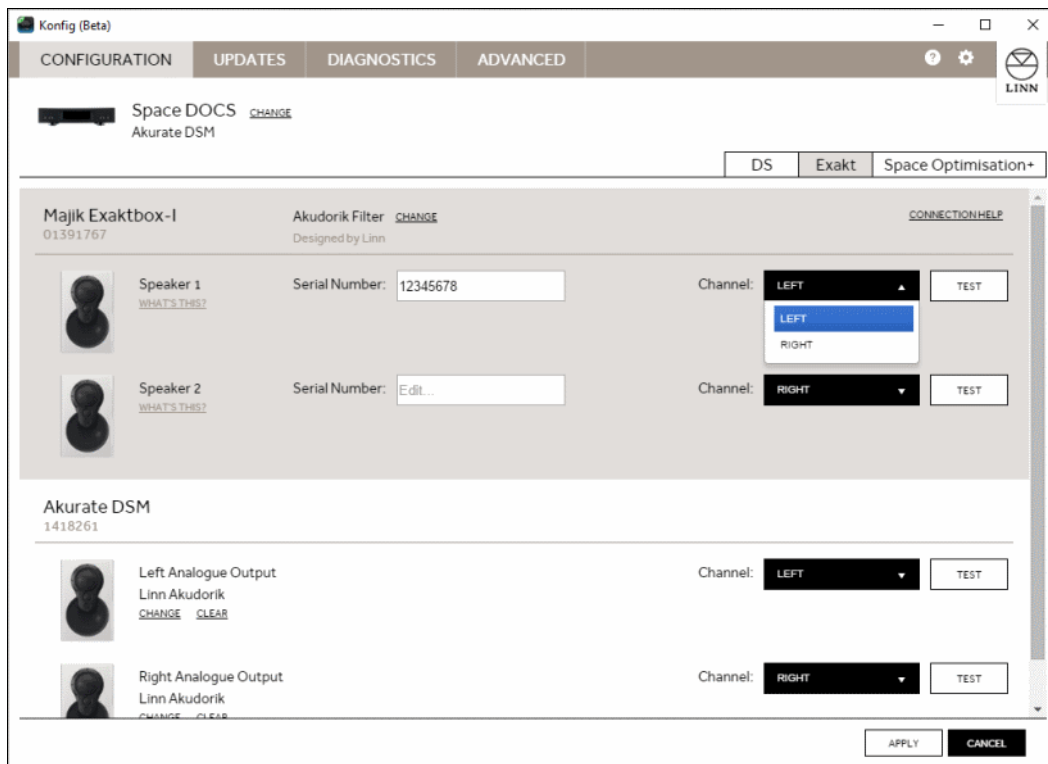 Konfig (Beta)
CONFIGURATION UPDATES DIAGNOSTICS ADVANCED
LINN
Space DOCS CHANGE
Akurate DSM
DS Exakt Space Optimisation+
Majik Exaktbox-I Akudorik Filter CHANGE CONNECTION HELP
01391767 Designed by Linn
Speaker 1 Serial Number: 12345678 Channel: LEFT TEST
WHAT'S THIS?
LEFT
RIGHT
Speaker 2 Serial Number: Edit... Channel: RIGHT TEST
WHAT'S THIS?
Akurate DSM
1418261
Left Analogue Output Channel: LEFT TEST
Linn Akudorik
CHANGE CLEAR
Right Analogue Output Channel: RIGHT TEST
Linn Akudorik
CHANGE CLEAR
APPLY CANCEL